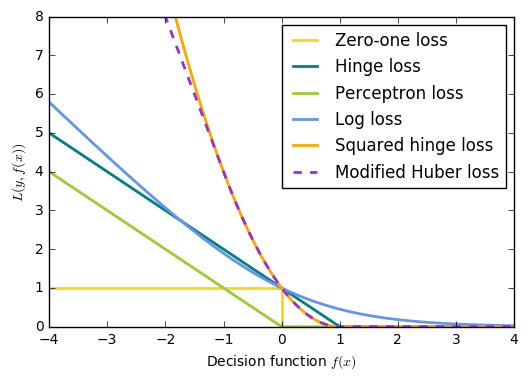 8
7
6
5
4
3
2
1
0
L(y, f(x))
Zero-one loss
Hinge loss
Perceptron loss
Log loss
Squared hinge loss
Modified Huber loss
−4 −3 −2 −1 0 1 2 3 4
Decision function f(x)